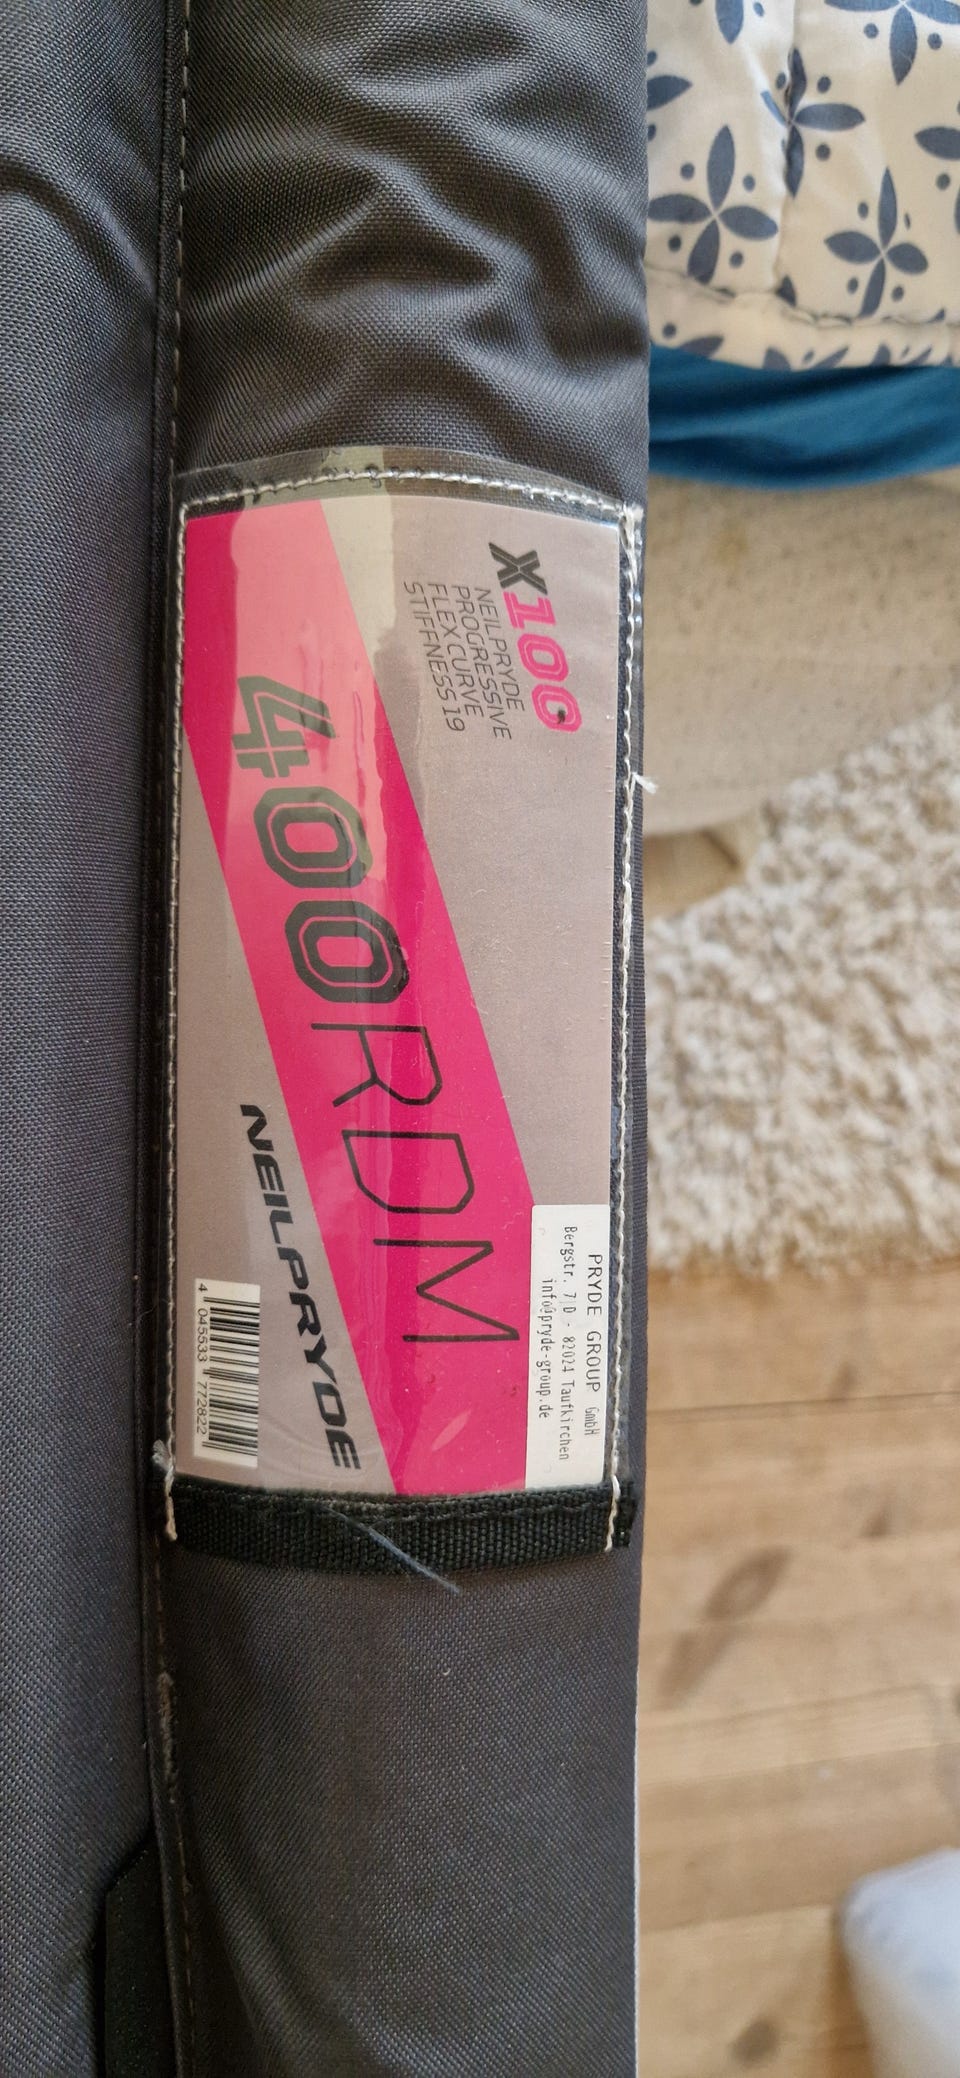 X100
NEILPRYDE
PROGRESSIVE
FLEX CURVE
STIFFNESS 19
400RDM
NEILPRYDE
PRYDE GROUP GmbH
Bergstr. 7|D - 82024 Taufkirchen
info@pryde-group.de
4 045533 772822